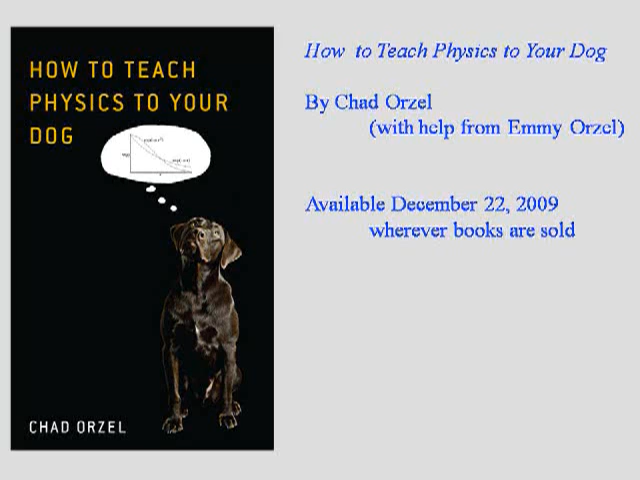 HOW TO TEACH
PHYSICS TO YOUR
DOG
CHAD ORZEL
How to Teach Physics to Your Dog
By Chad Orzel
(with help from Emmy Orzel)
Available December 22, 2009
wherever books are sold